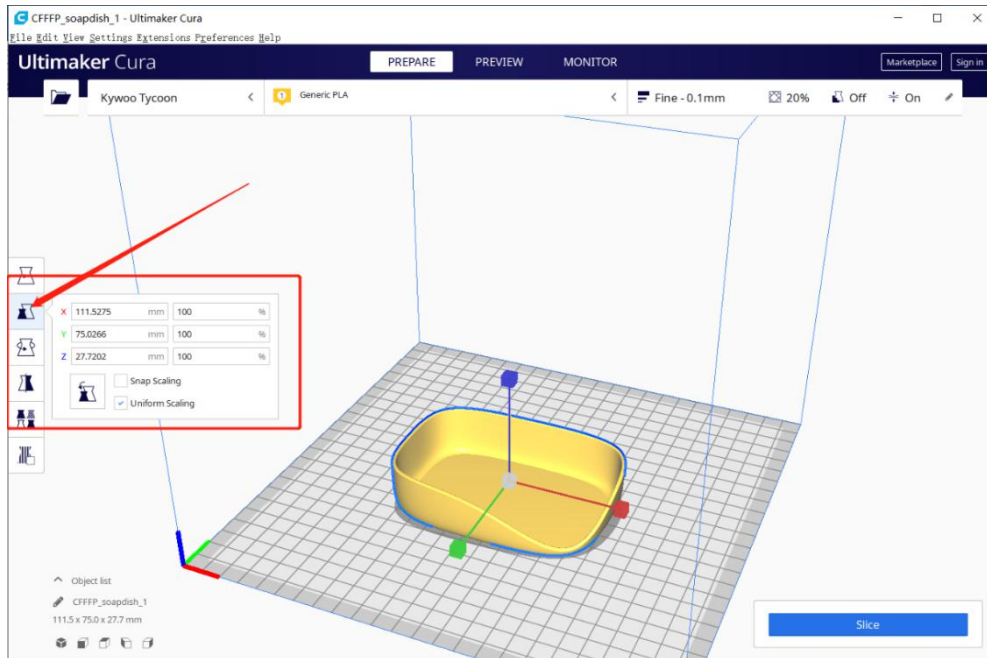 CFFFP_soapdish_1 - Ultimaker Cura
File Edit View Settings Extensions Preferences Help
Ultimaker Cura PREPARE PREVIEW MONITOR Marketplace Sign in
Kywoo Tycoon 1 Generic PLA Fine - 0.1mm 20% Off On
X 111.5275 mm 100 %
Y 75.0266 mm 100 %
Z 27.7202 mm 100 %
Snap Scaling
Uniform Scaling
Object list
CFFFP_soapdish_1
111.5 x 75.0 x 27.7 mm
Slice